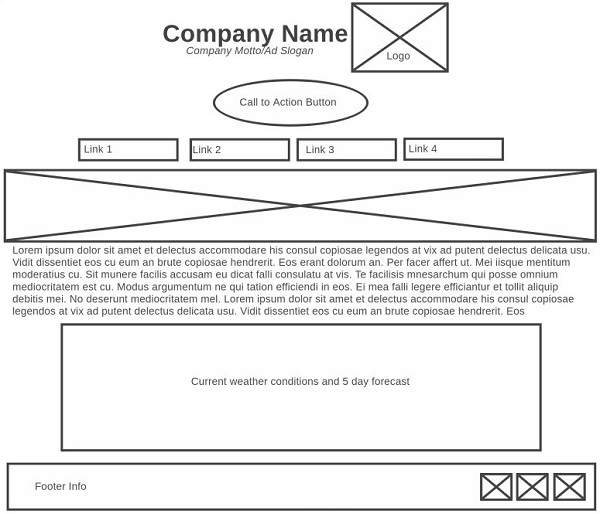 Company Name
Company Motto/Ad Slogan
Logo
Call to Action Button
Link 1
Link 2
Link 3
Link 4
Lorem ipsum dolor sit amet et delectus accommodare his consul copiosae legendos at vix ad putent delectus delicata usu.
Vidit dissentiet eos cu eum an brute copiosae hendrerit. Eos erant dolorum an. Per facer affert ut. Mei iisque mentitum
moderatius cu. Sit munere facilis accusam eu dicat falli consulatu at vis. Te facilisis mnesarchum qui posse omnium
mediocritatem est cu. Modus argumentum ne qui tation efficiendi in eos. Ei mea falli legere efficiantur et tollit aliquip
debitis mei. No deserunt mediocritatem mel. Lorem ipsum dolor sit amet et delectus accommodare his consul copiosae
legendos at vix ad putent delectus delicata usu. Vidit dissentiet eos cu eum an brute copiosae hendrerit. Eos
Current weather conditions and 5 day forecast
Footer Info